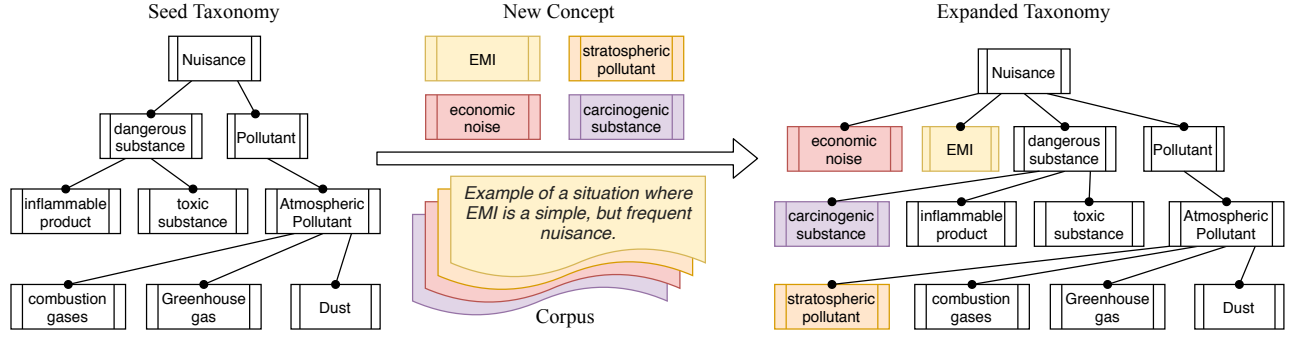 Seed Taxonomy
Nuisance
dangerous
substance
Pollutant
inflammable
product
toxic
substance
Atmospheric
Pollutant
combustion
gases
Greenhouse
gas
Dust
New Concept
EMI
stratospheric
pollutant
economic
noise
carcinogenic
substance
Example of a situation where
EMI is a simple, but frequent
nuisance.
Corpus
Expanded Taxonomy
Nuisance
economic
noise
EMI
dangerous
substance
Pollutant
carcinogenic
substance
inflammable
product
toxic
substance
Atmospheric
Pollutant
stratospheric
pollutant
combustion
gases
Greenhouse
gas
Dust